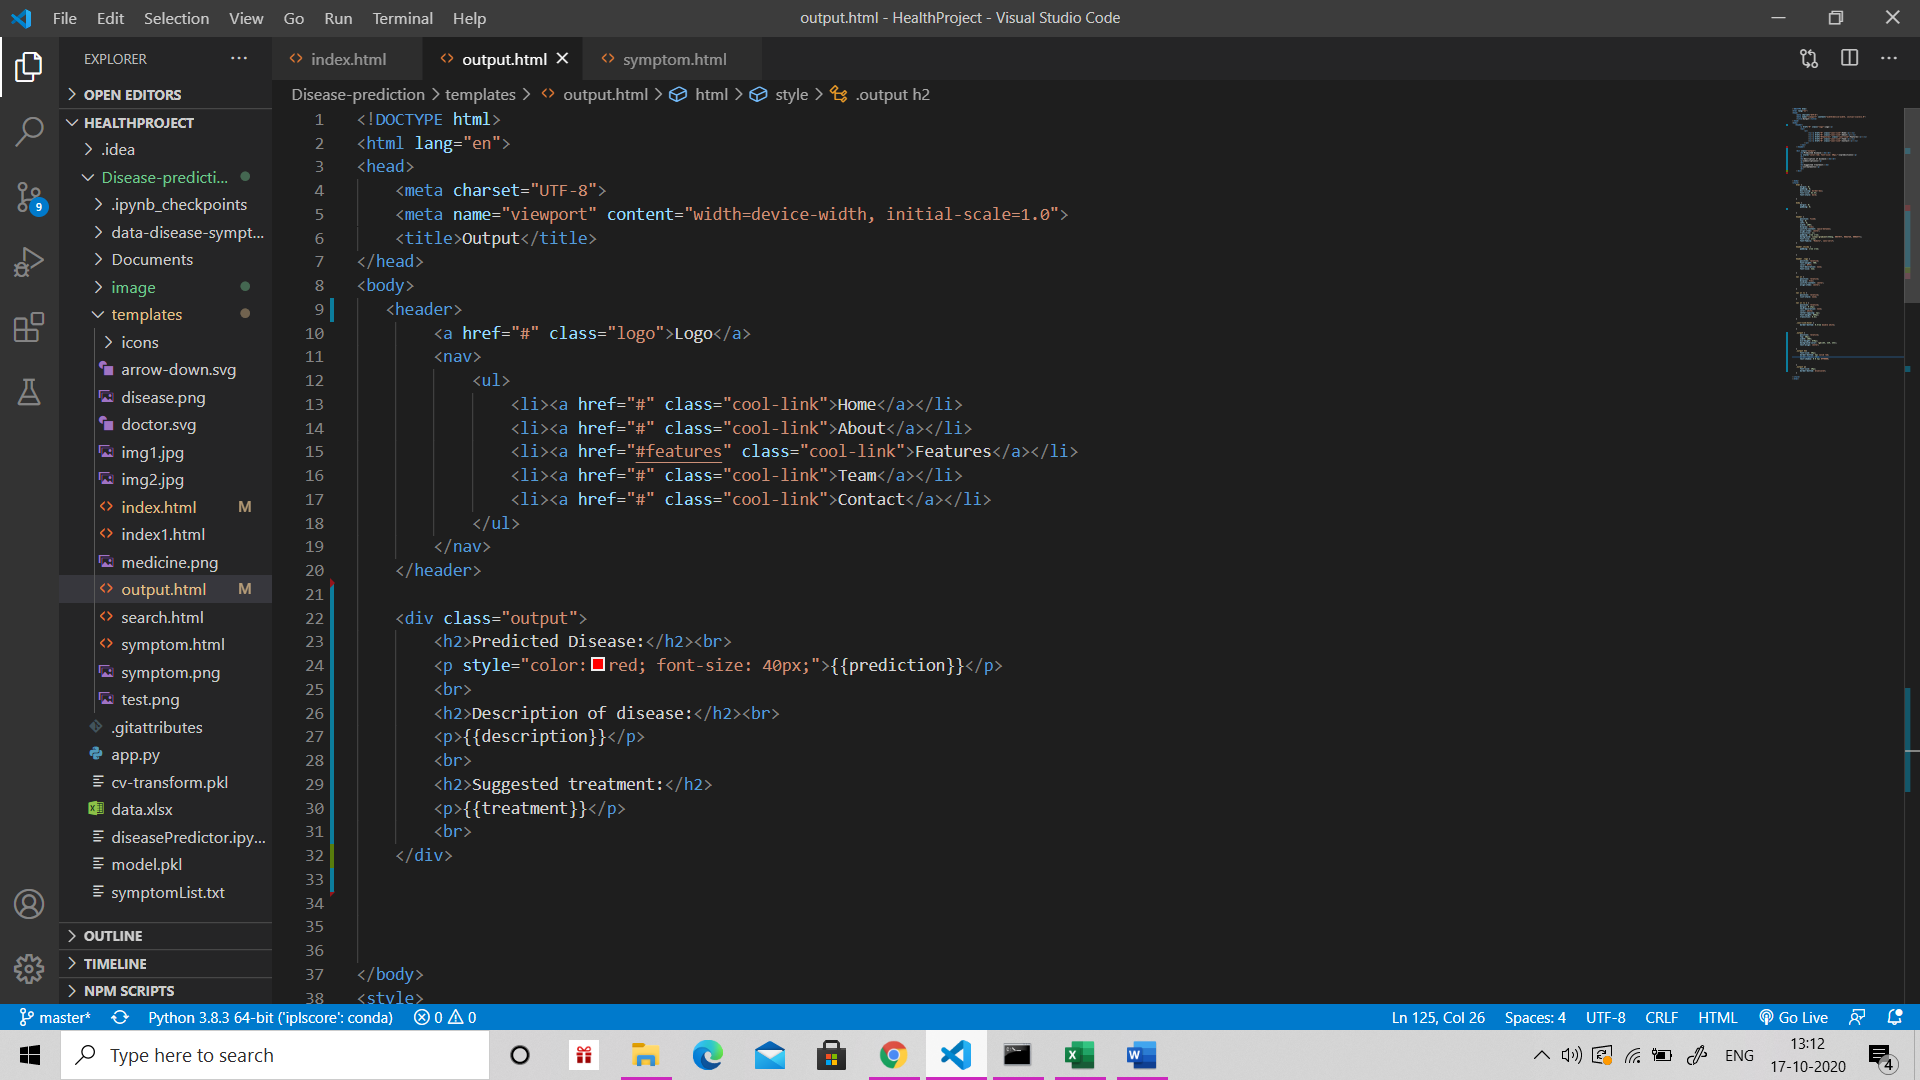 File Edit Selection View Go Run Terminal Help
output.html - HealthProject - Visual Studio Code
EXPLORER
index.html
output.html
symptom.html
OPEN EDITORS
HEALTHPROJECT
.idea
Disease-predicti...
.ipynb_checkpoints
data-disease-sympt...
Documents
image
templates
icons
arrow-down.svg
disease.png
doctor.svg
img1.jpg
img2.jpg
index.html M
index1.html
medicine.png
output.html M
search.html
symptom.html
symptom.png
test.png
.gitattributes
app.py
cv-transform.pkl
data.xlsx
diseasePredictor.ipy...
model.pkl
symptomList.txt
OUTLINE
TIMELINE
NPM SCRIPTS
9
Disease-prediction > templates > output.html > html > style > .output h2
1 <!DOCTYPE html>
2 <html lang="en">
3 <head>
4 <meta charset="UTF-8">
5 <meta name="viewport" content="width=device-width, initial-scale=1.0">
6 <title>Output</title>
7 </head>
8 <body>
9 <header>
10 <a href="#" class="logo">Logo</a>
11 <nav>
12 <ul>
13 <li><a href="#" class="cool-link">Home</a></li>
14 <li><a href="#" class="cool-link">About</a></li>
15 <li><a href="#features" class="cool-link">Features</a></li>
16 <li><a href="#" class="cool-link">Team</a></li>
17 <li><a href="#" class="cool-link">Contact</a></li>
18 </ul>
19 </nav>
20 </header>
21
22 <div class="output">
23 <h2>Predicted Disease:</h2><br>
24 <p style="color:red; font-size: 40px;">{{prediction}}</p>
25 <br>
26 <h2>Description of disease:</h2><br>
27 <p>{{description}}</p>
28 <br>
29 <h2>Suggested treatment:</h2>
30 <p>{{treatment}}</p>
31 <br>
32 </div>
33
34
35
36
37 </body>
38 <style>
master* Python 3.8.3 64-bit ('iplscore': conda) 0 0
Ln 125, Col 26 Spaces: 4 UTF-8 CRLF HTML Go Live
Type here to search
ENG
13:12
17-10-2020
4